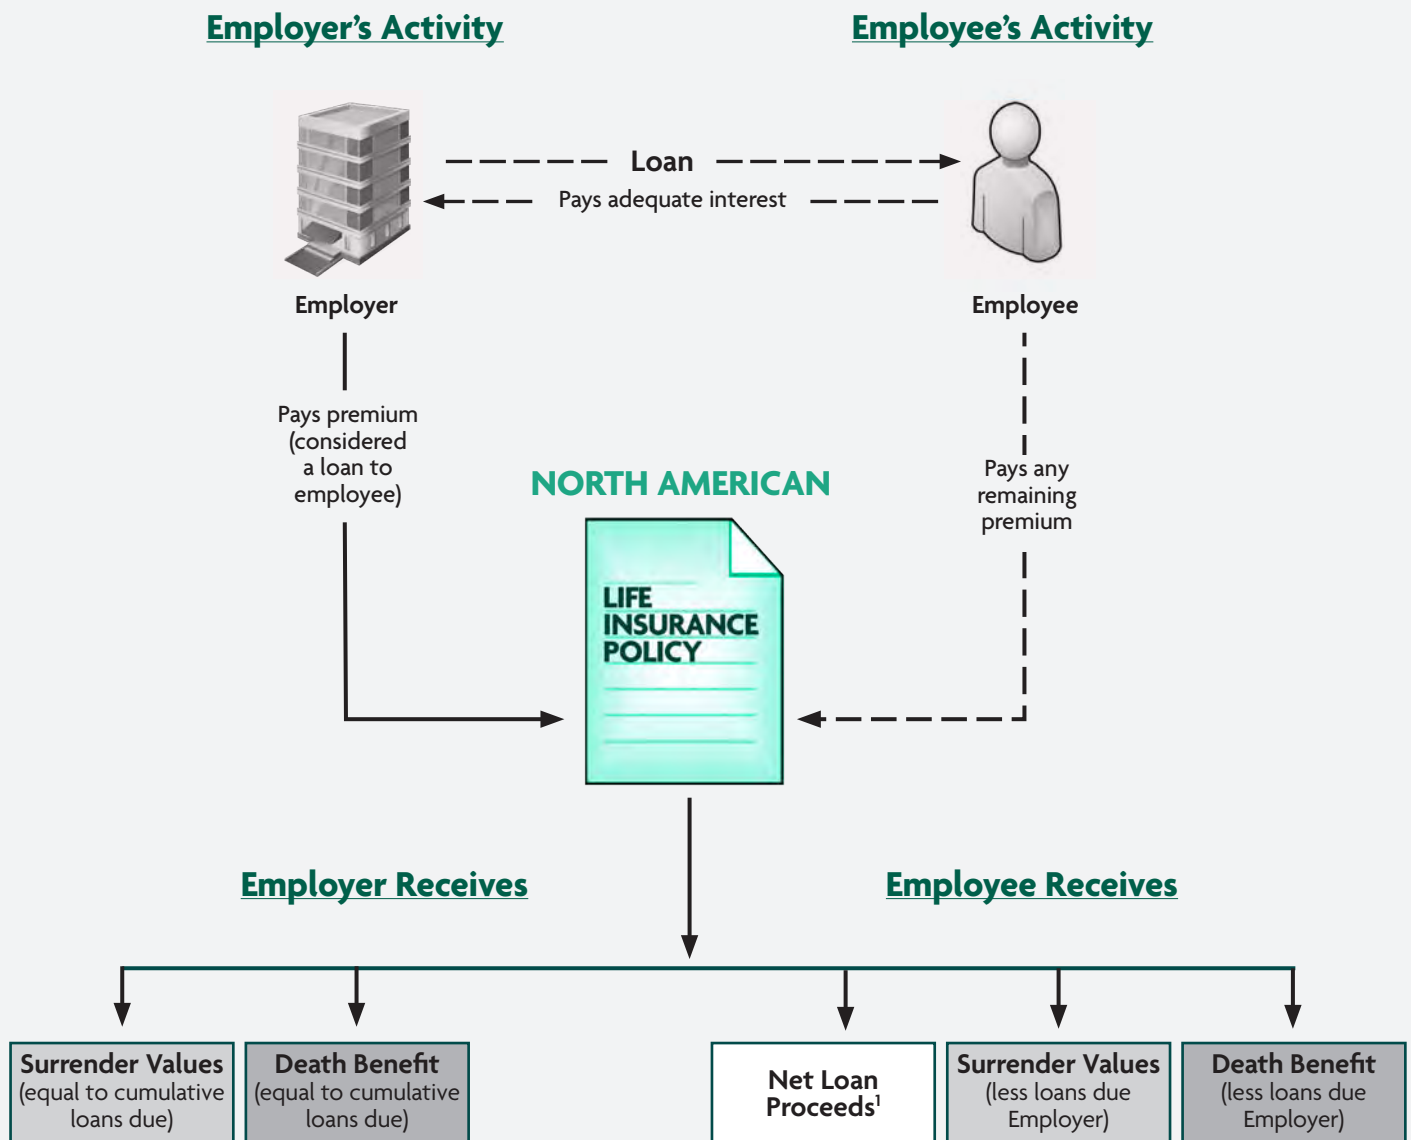 Employer’s Activity
Employee’s Activity
Loan
Pays adequate interest
Employer
Employee
Pays premium
(considered
a loan to
employee)
Pays any
remaining
premium
NORTH AMERICAN
LIFE
INSURANCE
POLICY
Employer Receives
Employee Receives
Surrender Values
(equal to cumulative
loans due)
Death Benefit
(equal to cumulative
loans due)
Net Loan
Proceeds¹
Surrender Values
(less loans due
Employer)
Death Benefit
(less loans due
Employer)